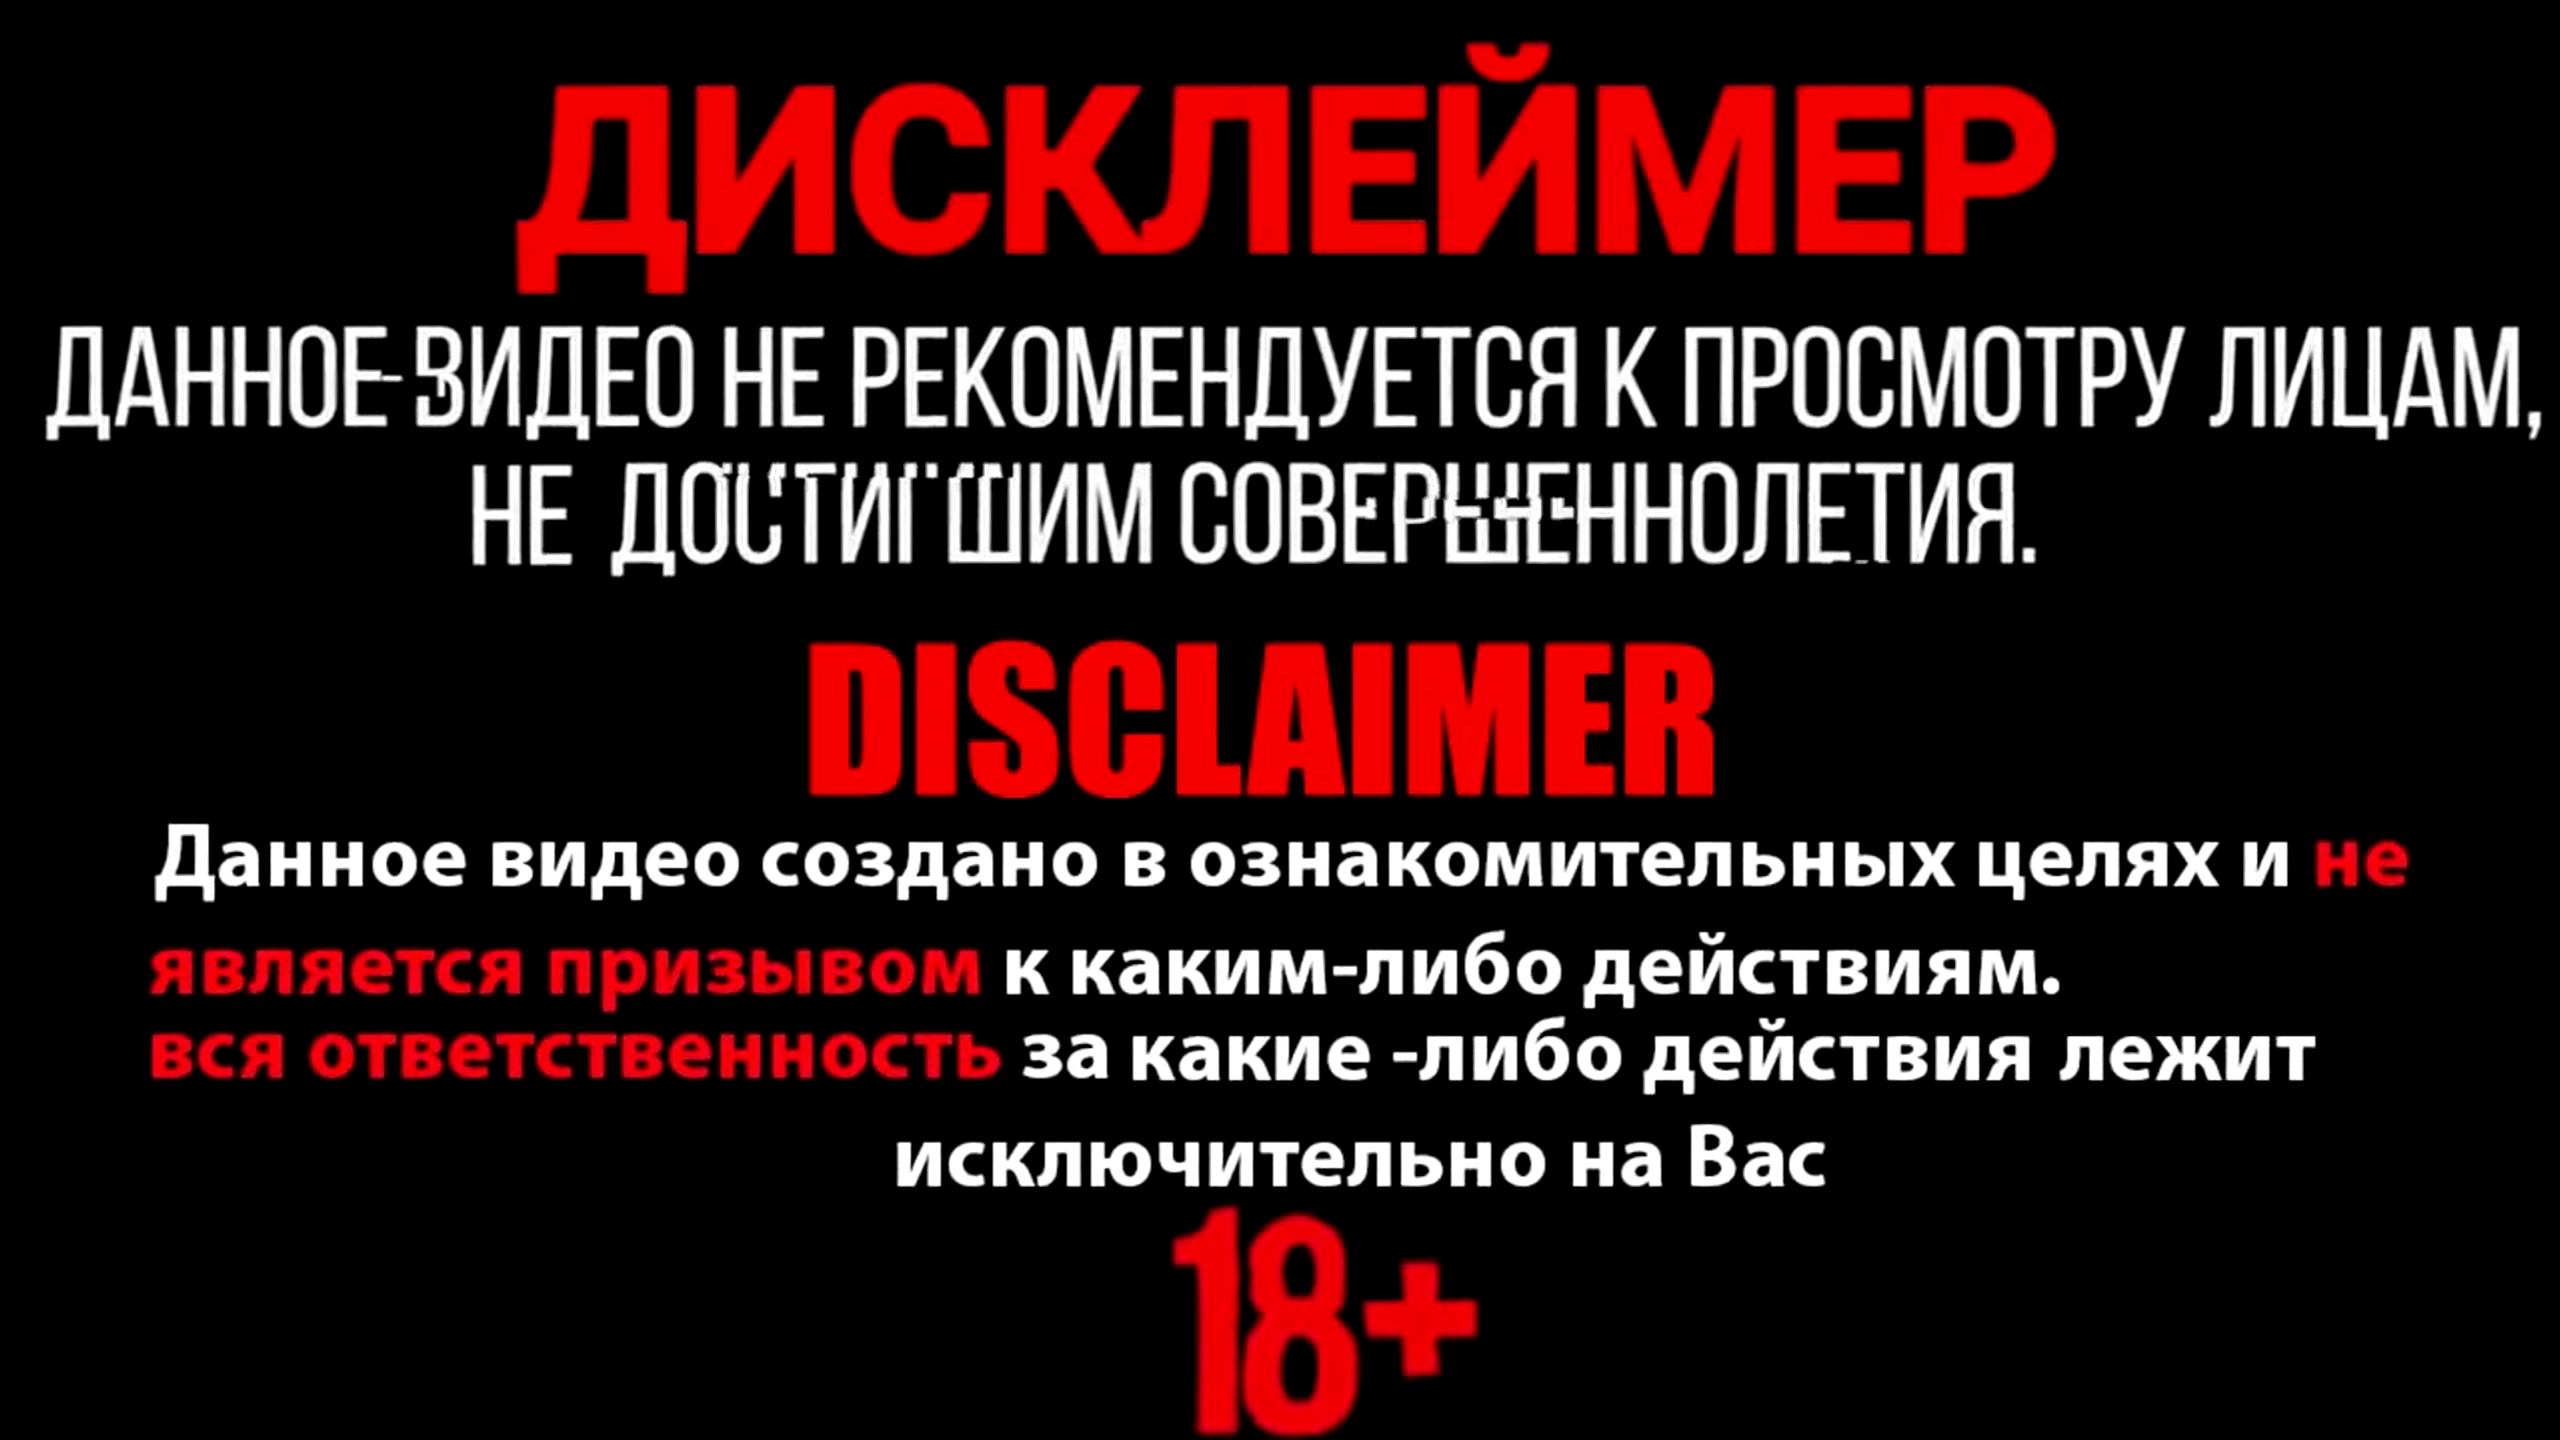 ДИСКЛЕЙМЕР
ДАННОЕ ВИДЕО НЕ РЕКОМЕНДУЕТСЯ К ПРОСМОТРУ ЛИЦАМ,
НЕ ДОСТИГШИМ СОВЕРШЕННОЛЕТИЯ.
DISCLAIMER
Данное видео создано в ознакомительных целях и не
является призывом к каким-либо действиям.
вся ответственность за какие -либо действия лежит
исключительно на Вас
18+